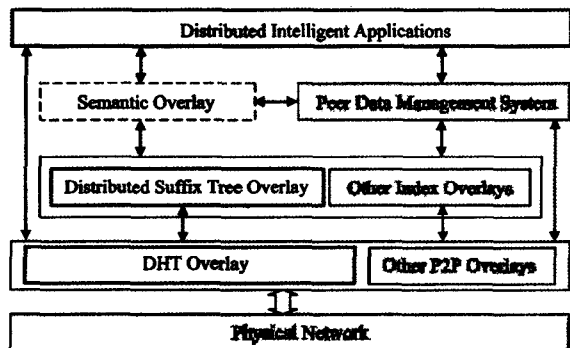 Distributed Intelligent Applications
Semantic Overlay
Peer Data Management System
Distributed Suffix Tree Overlay
Other Index Overlays
DHT Overlay
Other P2P Overlays
Physical Network